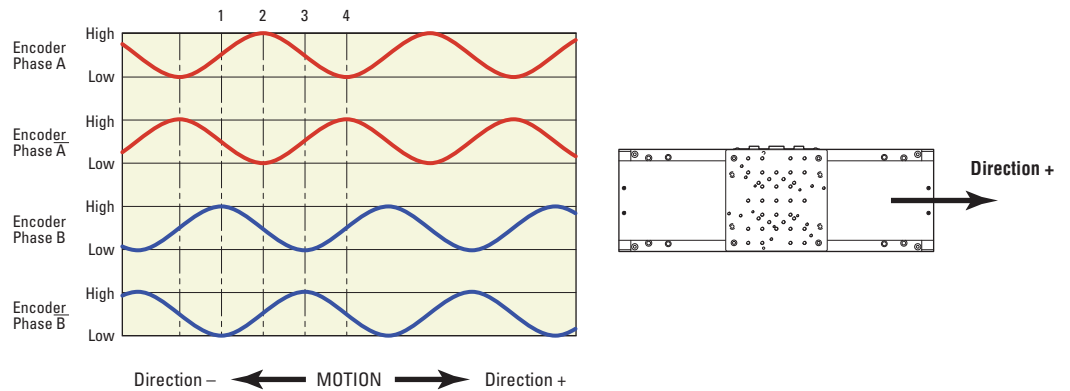 1 2 3 4
Encoder
Phase A
High
Low
Encoder
Phase A̅
High
Low
Encoder
Phase B
High
Low
Encoder
Phase B̅
High
Low
Direction – MOTION Direction +
Direction +